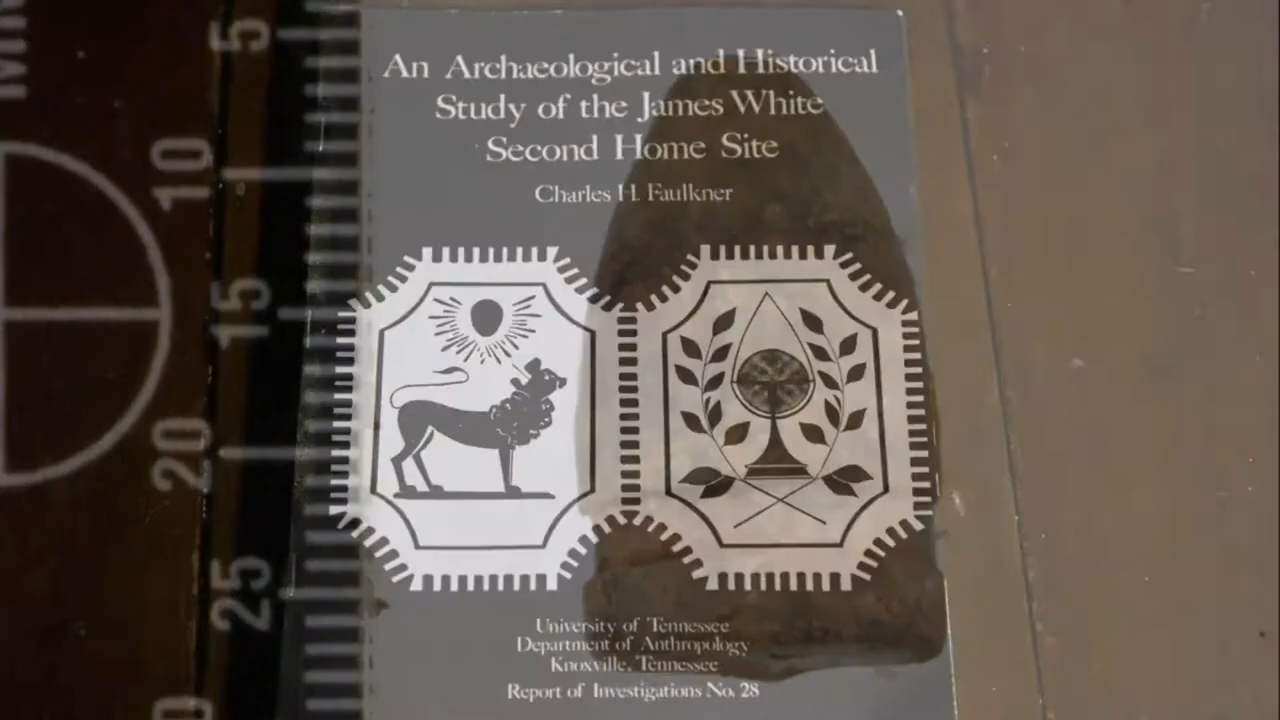 An Archaeological and Historical
Study of the James White
Second Home Site
Charles H. Faulkner
University of Tennessee
Department of Anthropology
Knoxville, Tennessee
Report of Investigations No. 28
5
10
15
20
25